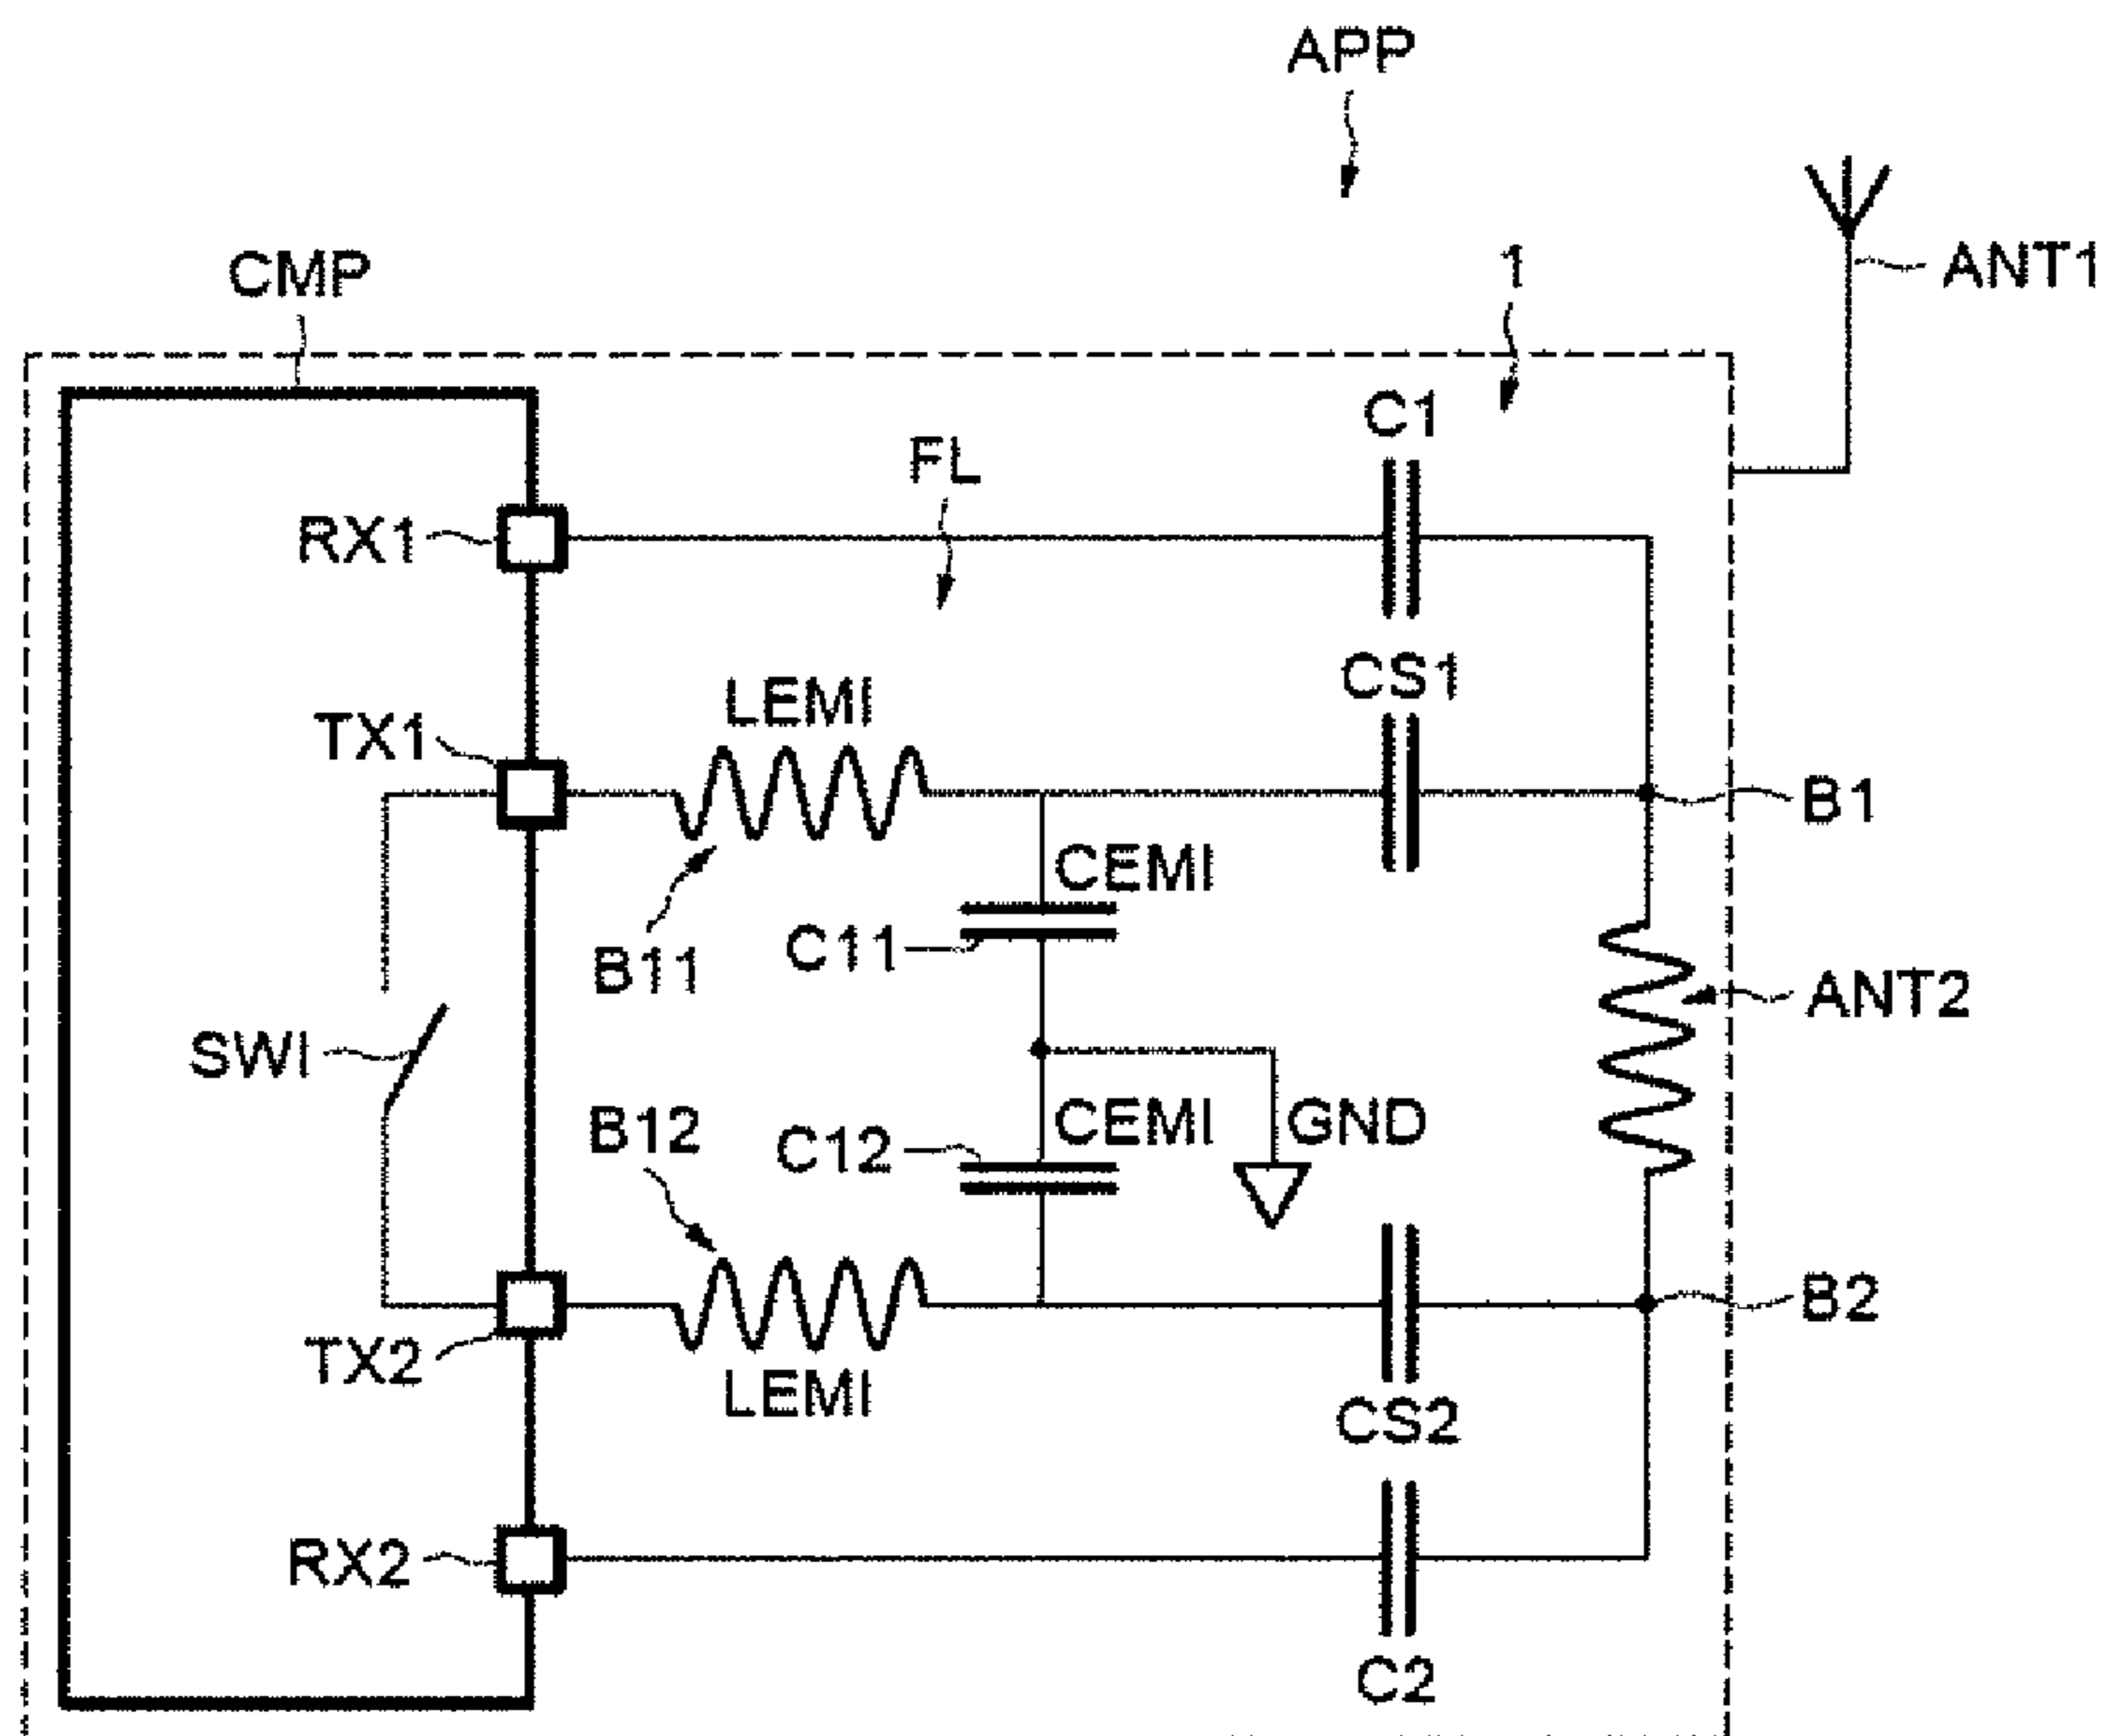 APP
ANT1
CMP
1
C1
FL
RX1
CS1
LEMI
TX1
B1
CEMI
C11
B11
ANT2
SWI
B12
CEMI
GND
C12
B2
TX2
LEMI
CS2
RX2
C2